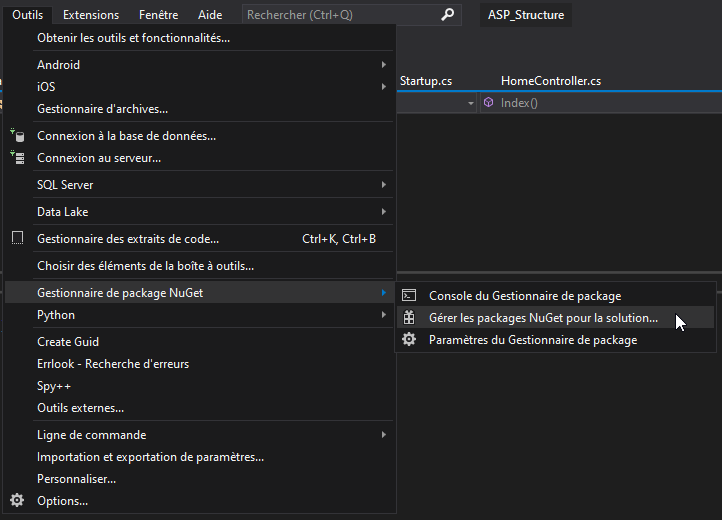 Outils Extensions Fenêtre Aide Rechercher (Ctrl+Q) ASP_Structure
Obtenir les outils et fonctionnalités...
Android
iOS
Startup.cs HomeController.cs
Index()
Gestionnaire d'archives...
Connexion à la base de données...
Connexion au serveur...
SQL Server
Data Lake
Gestionnaire des extraits de code... Ctrl+K, Ctrl+B
Choisir des éléments de la boîte à outils...
Gestionnaire de package NuGet
Console du Gestionnaire de package
Gérer les packages NuGet pour la solution...
Paramètres du Gestionnaire de package
Python
Create Guid
Errlook - Recherche d'erreurs
Spy++
Outils externes...
Ligne de commande
Importation et exportation de paramètres...
Personnaliser...
Options...